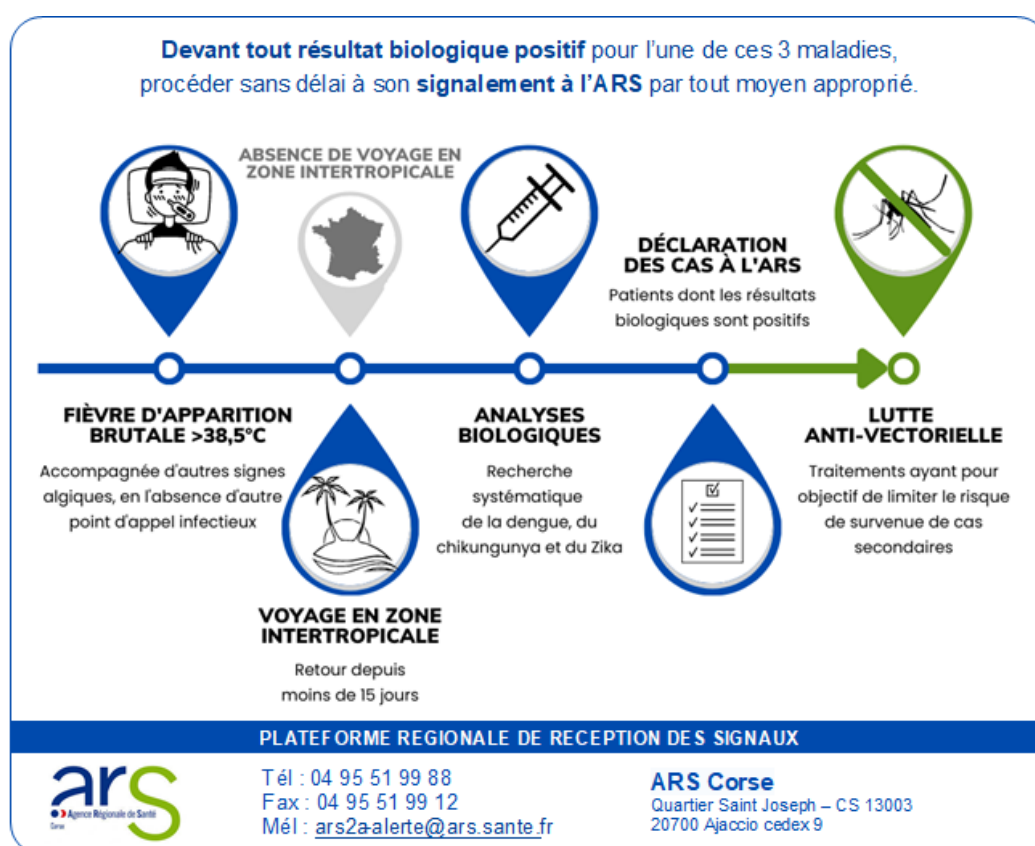 Devant tout résultat biologique positif pour l'une de ces 3 maladies,
procéder sans délai à son signalement à l'ARS par tout moyen approprié.
ABSENCE DE VOYAGE EN
ZONE INTERTROPICALE
DÉCLARATION
DES CAS À L'ARS
Patients dont les résultats
biologiques sont positifs
FIÈVRE D'APPARITION
BRUTALE >38,5°C
Accompagnée d'autres signes
algiques, en l'absence d'autre
point d'appel infectieux
VOYAGE EN ZONE
INTERTROPICALE
Retour depuis
moins de 15 jours
ANALYSES
BIOLOGIQUES
Recherche
systématique
de la dengue, du
chikungunya et du Zika
LUTTE
ANTI-VECTORIELLE
Traitements ayant pour
objectif de limiter le risque
de survenue de cas
secondaires
PLATEFORME REGIONALE DE RECEPTION DES SIGNAUX
ars
Agence Régionale de Santé
Corse
Tél : 04 95 51 99 88
Fax : 04 95 51 99 12
Mél : ars2a-alerte@ars.sante.fr
ARS Corse
Quartier Saint Joseph – CS 13003
20700 Ajaccio cedex 9